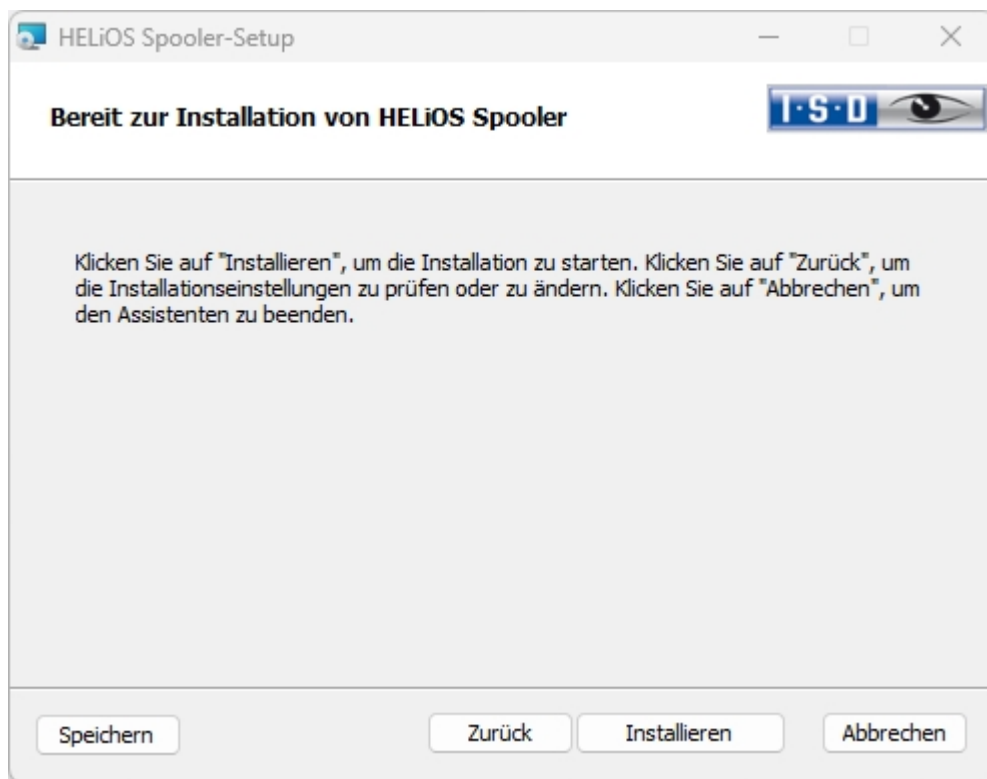 HELiOS Spooler-Setup
Bereit zur Installation von HELiOS Spooler
I·S·D
Klicken Sie auf "Installieren", um die Installation zu starten. Klicken Sie auf "Zurück", um
die Installationseinstellungen zu prüfen oder zu ändern. Klicken Sie auf "Abbrechen", um
den Assistenten zu beenden.
Speichern
Zurück
Installieren
Abbrechen